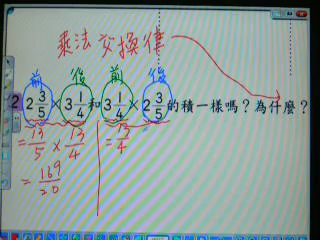 乘法交換律
前 後 前 後
2 2 3/5 × 3 1/4 和 3 1/4 × 2 3/5 的積一樣嗎？為什麼？
= 13/5 × 13/4 = 13/4
= 169/20